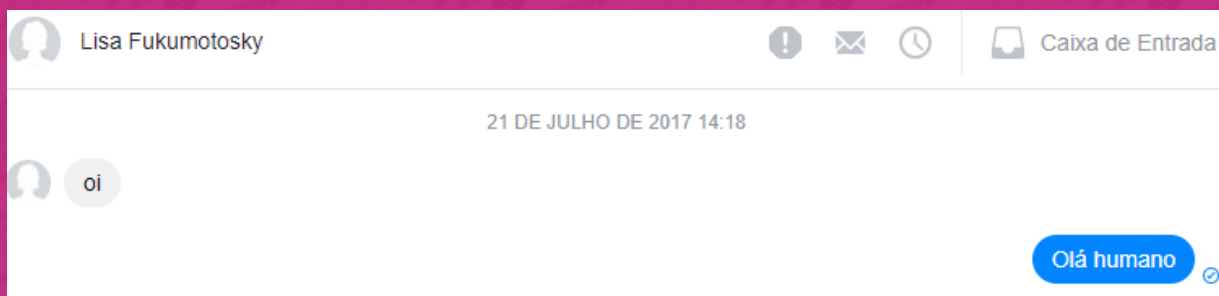 Lisa Fukumotosky
Caixa de Entrada
21 DE JULHO DE 2017 14:18
oi
Olá humano